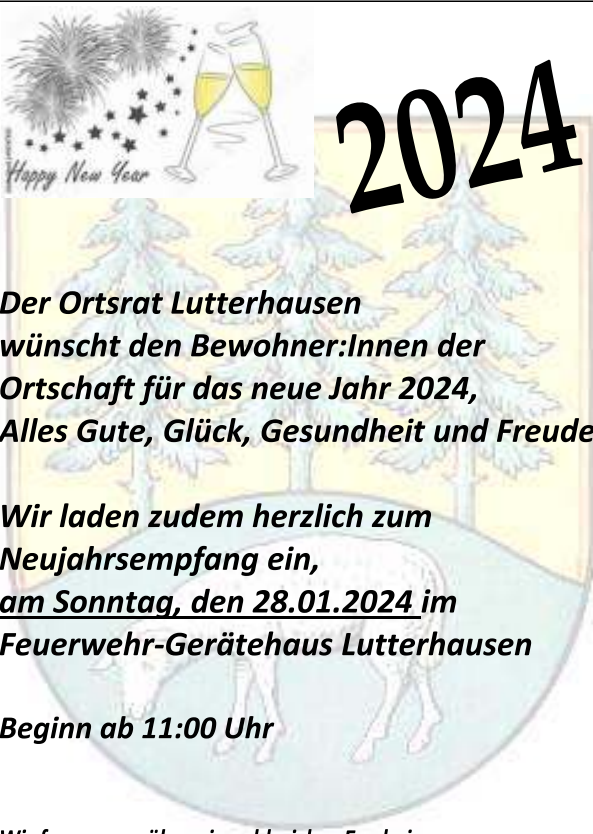 2024
Happy New Year
Der Ortsrat Lutterhausen
wünscht den Bewohner:Innen der
Ortschaft für das neue Jahr 2024,
Alles Gute, Glück, Gesundheit und Freude
Wir laden zudem herzlich zum
Neujahrsempfang ein,
am Sonntag, den 28.01.2024 im
Feuerwehr-Gerätehaus Lutterhausen
Beginn ab 11:00 Uhr